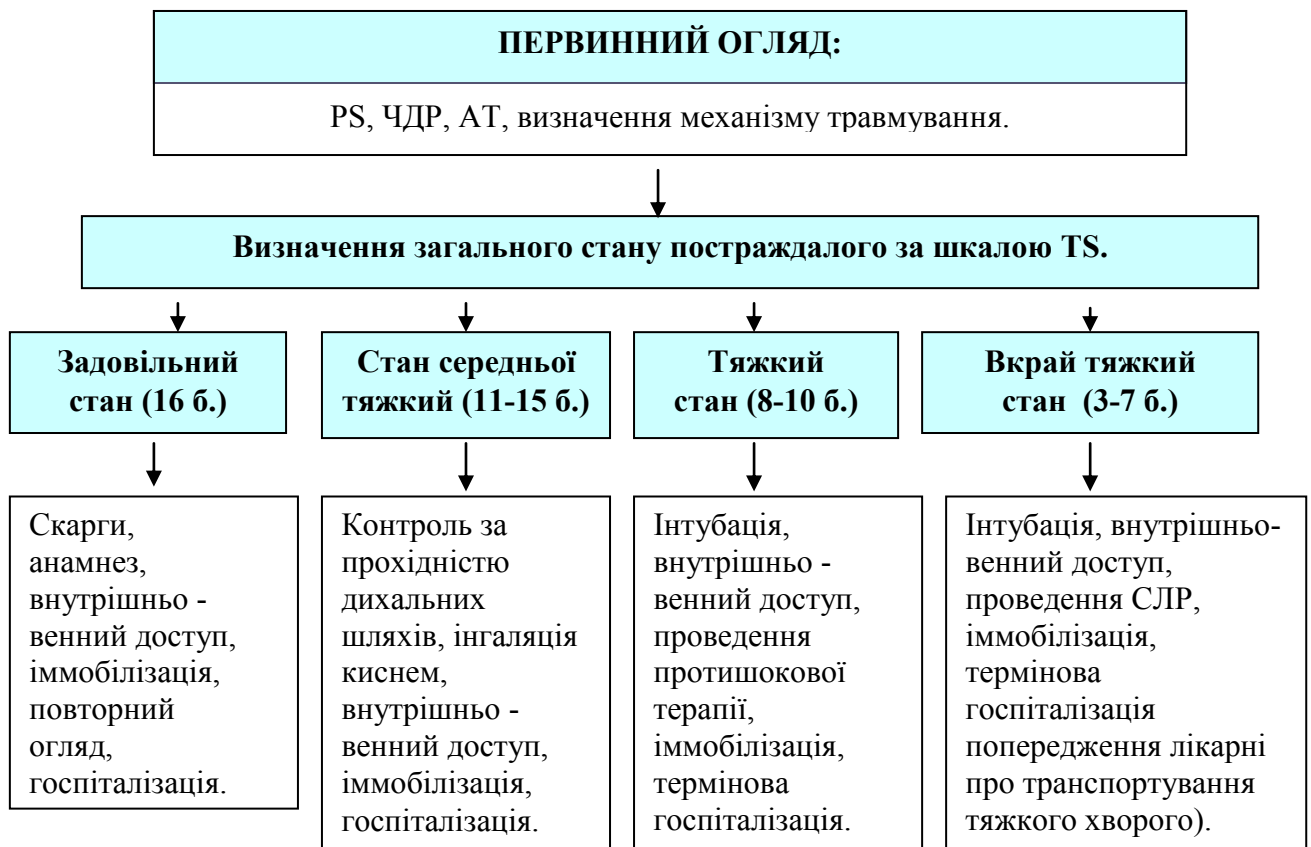 ПЕРВИННИЙ ОГЛЯД:
PS, ЧДР, АТ, визначення механізму травмування.
Визначення загального стану постраждалого за шкалою TS.
Задовільний
стан (16 б.)
Стан середньої
тяжкий (11-15 б.)
Тяжкий
стан (8-10 б.)
Вкрай тяжкий
стан (3-7 б.)
Скарги,
анамнез,
внутрішньо -
венний доступ,
іммобілізація,
повторний
огляд,
госпіталізація.
Контроль за
прохідністю
дихальних
шляхів, інгаляція
киснем,
внутрішньо -
венний доступ,
іммобілізація,
госпіталізація.
Інтубація,
внутрішньо -
венний доступ,
проведення
протишокової
терапії,
іммобілізація,
термінова
госпіталізація.
Інтубація, внутрішньо-
венний доступ,
проведення СЛР,
іммобілізація,
термінова
госпіталізація
попередження лікарні
про транспортування
тяжкого хворого).